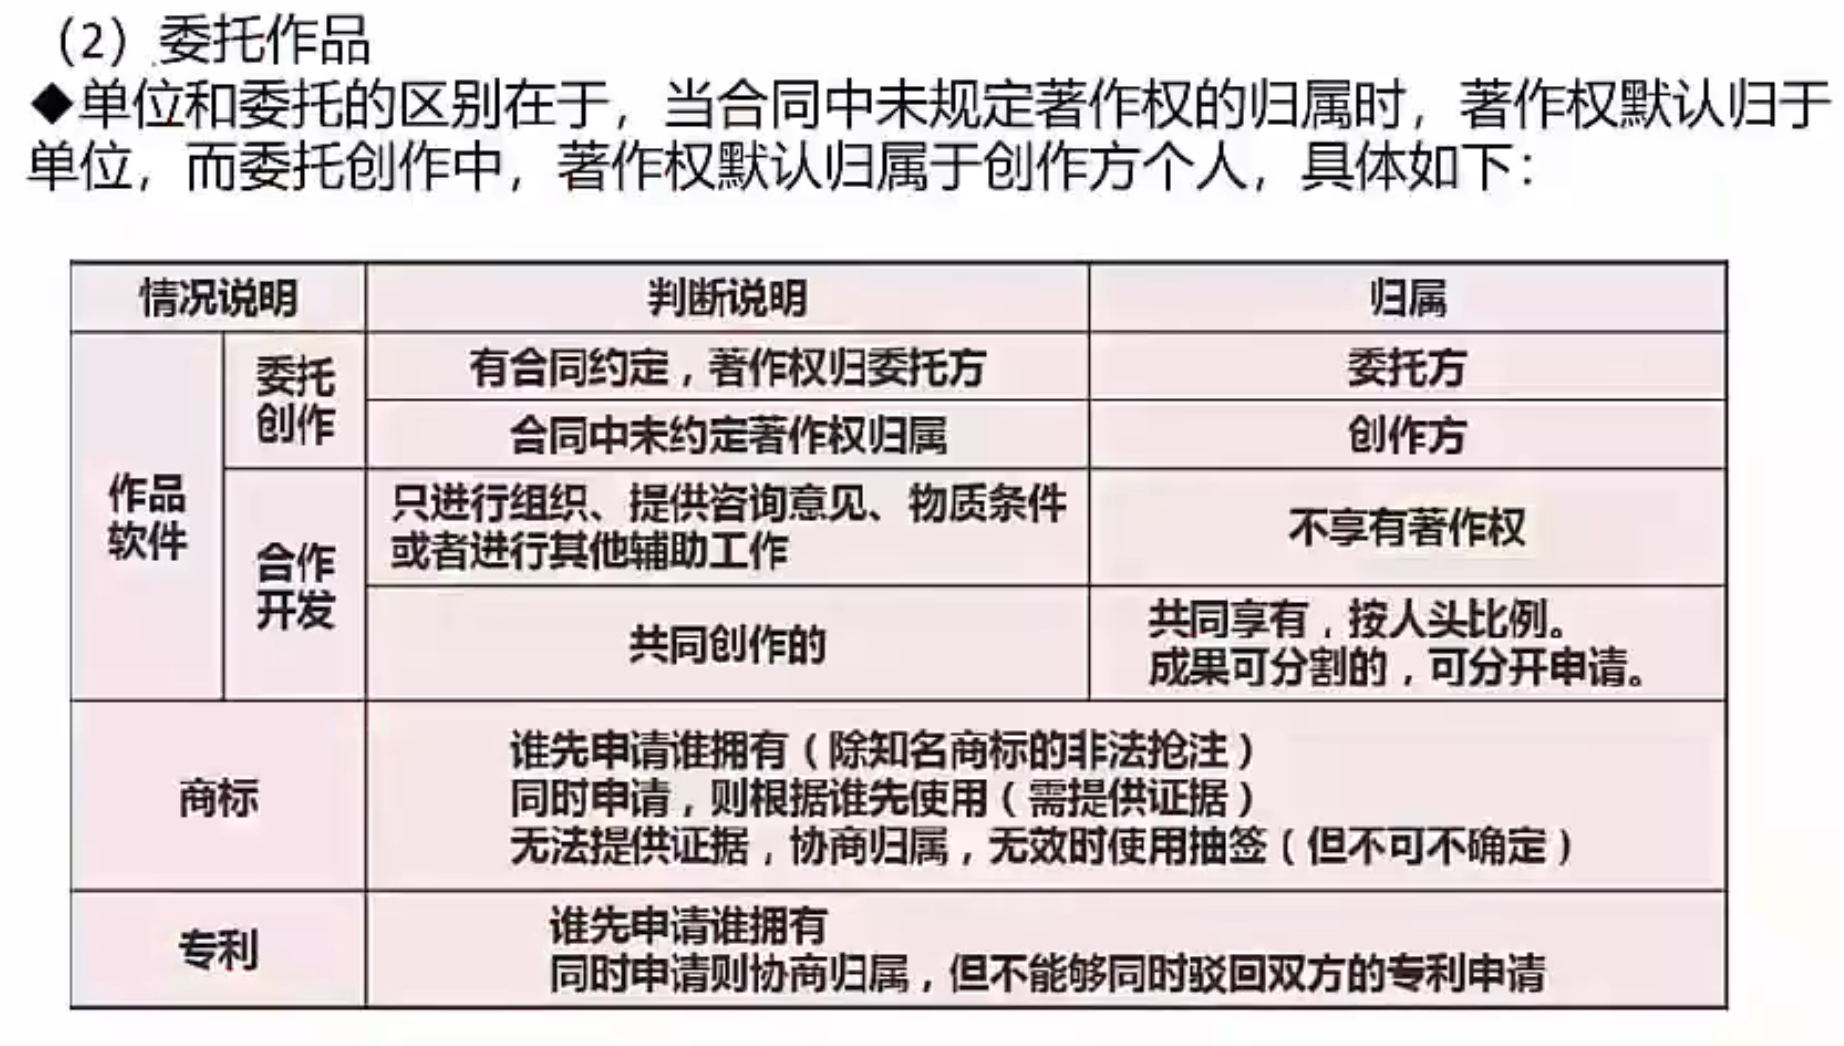 （2）委托作品
◆单位和委托的区别在于，当合同中未规定著作权的归属时，著作权默认归于
单位，而委托创作中，著作权默认归属于创作方个人，具体如下：
情况说明
判断说明
归属
作品
软件
委托
创作
有合同约定，著作权归委托方
委托方
合同中未约定著作权归属
创作方
合作
开发
只进行组织、提供咨询意见、物质条件
或者进行其他辅助工作
不享有著作权
共同创作的
共同享有，按人头比例。
成果可分割的，可分开申请。
商标
谁先申请谁拥有（除知名商标的非法抢注）
同时申请，则根据谁先使用（需提供证据）
无法提供证据，协商归属，无效时使用抽签（但不可不确定）
专利
谁先申请谁拥有
同时申请则协商归属，但不能够同时驳回双方的专利申请